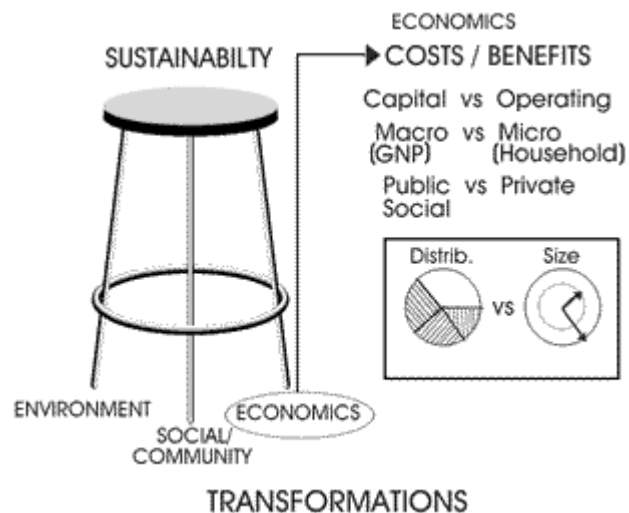 SUSTAINABILTY
ECONOMICS
COSTS / BENEFITS
Capital vs Operating
Macro vs Micro
(GNP) (Household)
Public vs Private
Social
Distrib. Size
vs
ENVIRONMENT
SOCIAL/
COMMUNITY
ECONOMICS
TRANSFORMATIONS